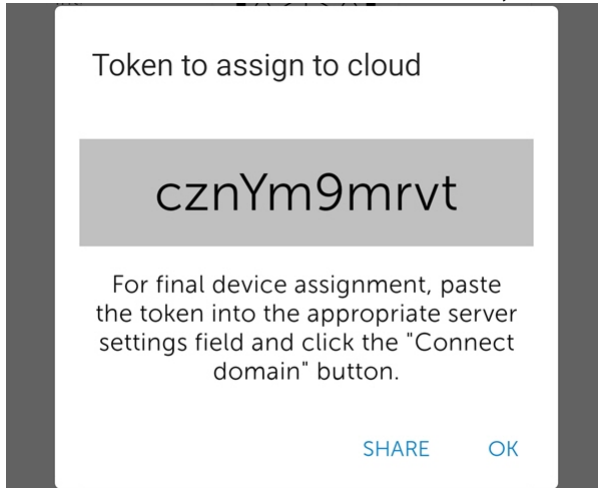 Token to assign to cloud
cznYm9mrvt
For final device assignment, paste
the token into the appropriate server
settings field and click the "Connect
domain" button.
SHARE OK